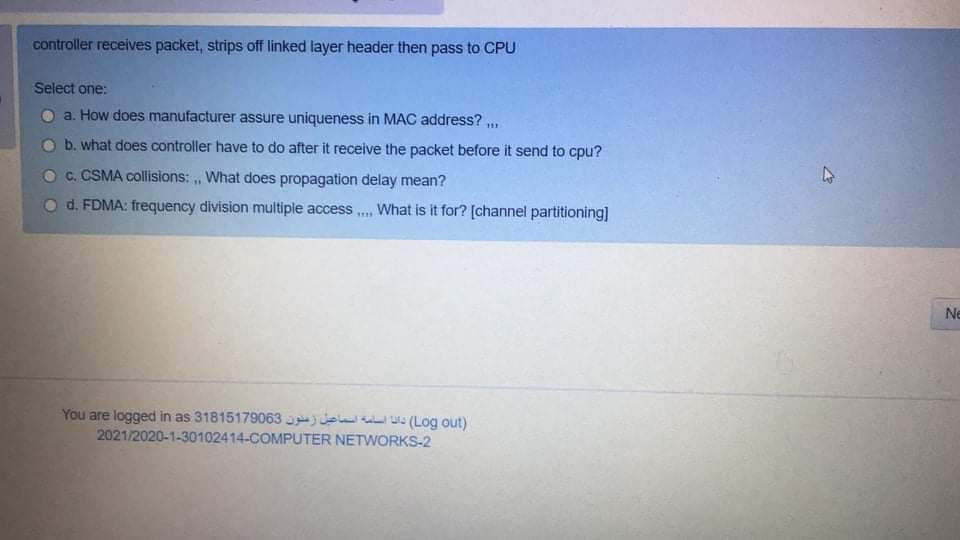 controller receives packet, strips off linked layer header then pass to CPU
Select one:
a. How does manufacturer assure uniqueness in MAC address? ,,,
b. what does controller have to do after it receive the packet before it send to cpu?
c. CSMA collisions: ,, What does propagation delay mean?
d. FDMA: frequency division multiple access ,,,, What is it for? [channel partitioning]
Ne
You are logged in as 31815179063 دانا اسامه اسماعيل زيتون (Log out)
2021/2020-1-30102414-COMPUTER NETWORKS-2